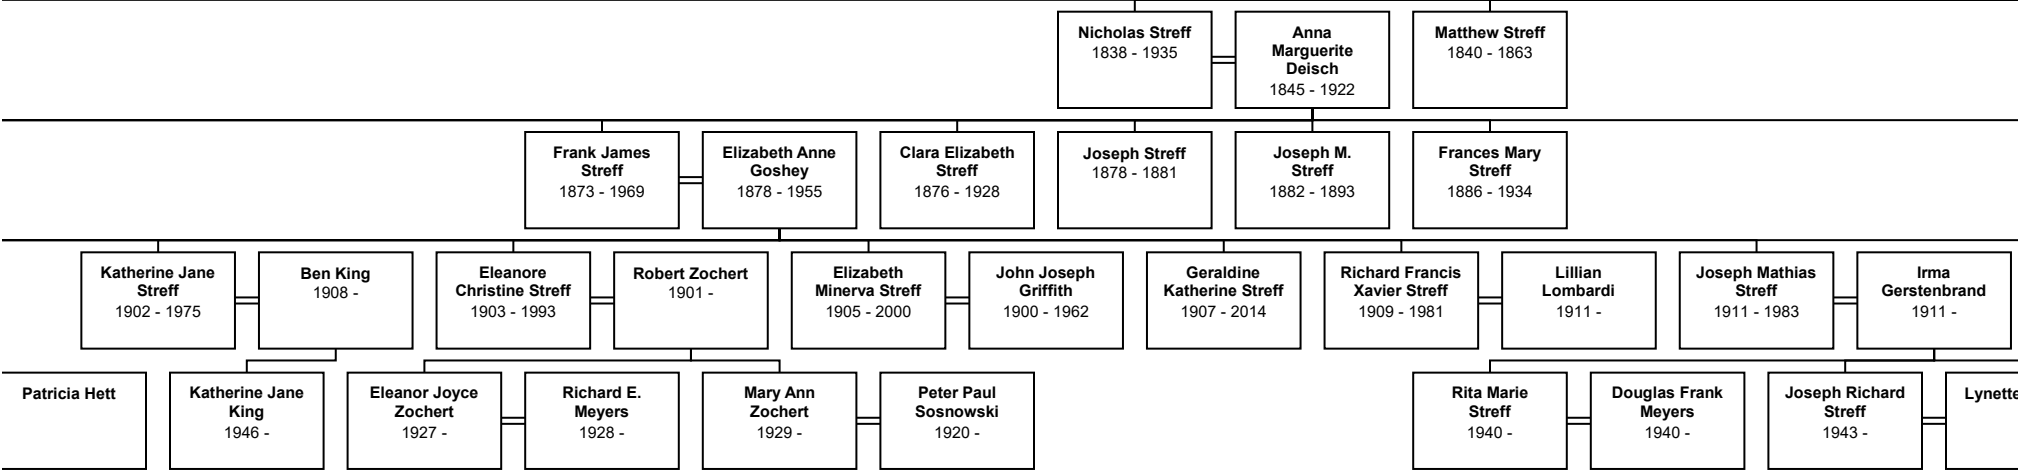 Nicholas Streff
1838 - 1935
Anna
Marguerite
Deisch
1845 - 1922
Matthew Streff
1840 - 1863
Frank James
Streff
1873 - 1969
Elizabeth Anne
Goshey
1878 - 1955
Clara Elizabeth
Streff
1876 - 1928
Joseph Streff
1878 - 1881
Joseph M.
Streff
1882 - 1893
Frances Mary
Streff
1886 - 1934
Katherine Jane
Streff
1902 - 1975
Ben King
1908 -
Eleanore
Christine Streff
1903 - 1993
Robert Zochert
1901 -
Elizabeth
Minerva Streff
1905 - 2000
John Joseph
Griffith
1900 - 1962
Geraldine
Katherine Streff
1907 - 2014
Richard Francis
Xavier Streff
1909 - 1981
Lillian
Lombardi
1911 -
Joseph Mathias
Streff
1911 - 1983
Irma
Gerstenbrand
1911 -
Patricia Hett
Katherine Jane
King
1946 -
Eleanor Joyce
Zochert
1927 -
Richard E.
Meyers
1928 -
Mary Ann
Zochert
1929 -
Peter Paul
Sosnowski
1920 -
Rita Marie
Streff
1940 -
Douglas Frank
Meyers
1940 -
Joseph Richard
Streff
1943 -
Lynette